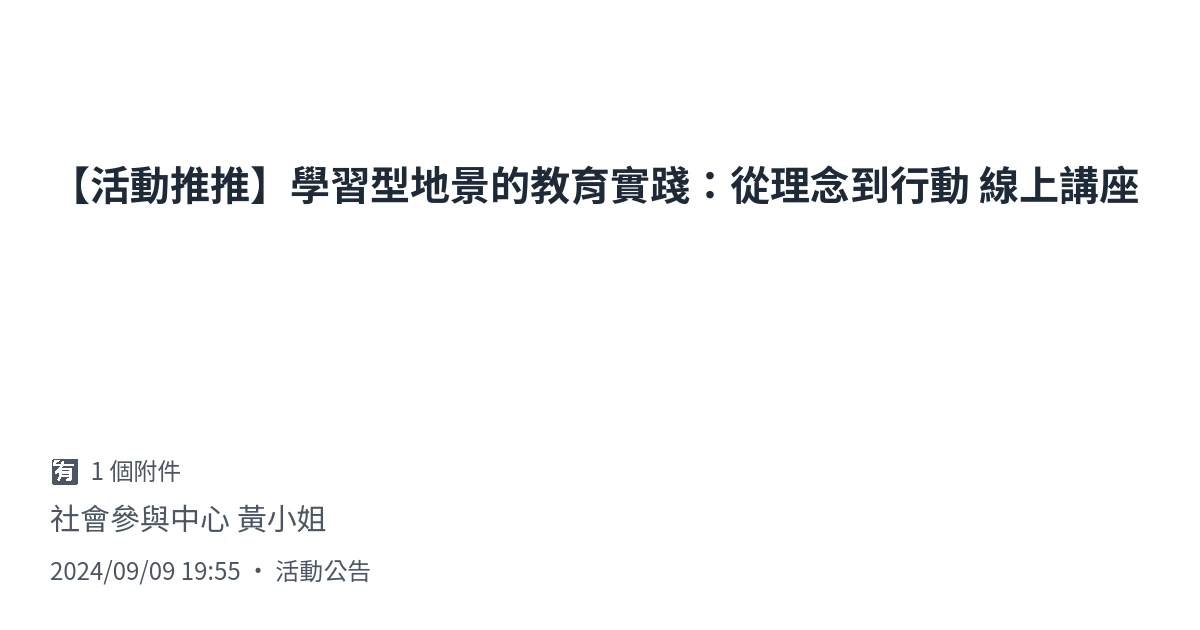 【活動推推】學習型地景的教育實踐：從理念到行動 線上講座
有 1 個附件
社會參與中心 黃小姐
2024/09/09 19:55 · 活動公告